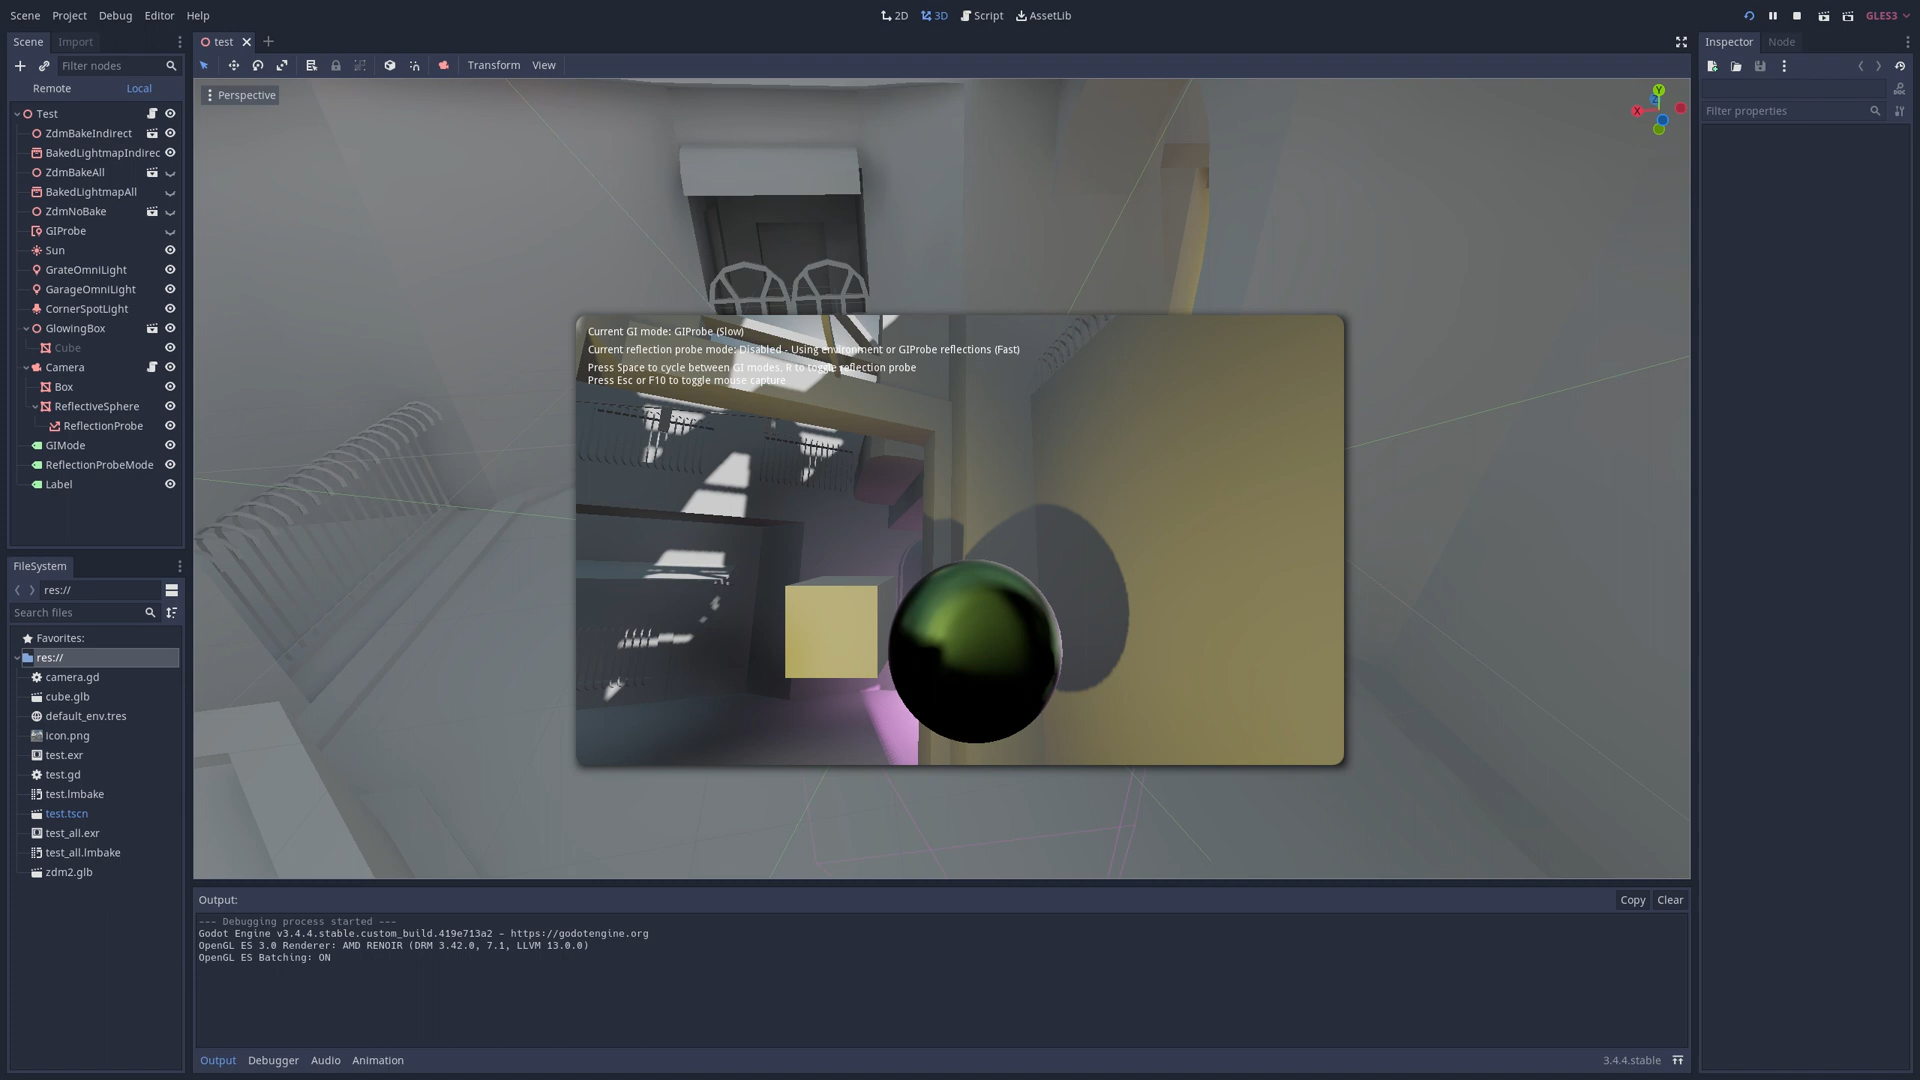 Scene Project Debug Editor Help
2D 3D Script AssetLib
GLES3
Scene Import
test
Inspector Node
Filter nodes
Transform View
Remote Local
Perspective
Y
X
Z
Filter properties
Test
ZdmBakeIndirect
BakedLightmapIndirec
ZdmBakeAll
BakedLightmapAll
ZdmNoBake
GIProbe
Sun
GrateOmniLight
GarageOmniLight
CornerSpotLight
GlowingBox
Cube
Camera
Box
ReflectiveSphere
ReflectionProbe
GIMode
ReflectionProbeMode
Label
Current GI mode: GIProbe (Slow)
Current reflection probe mode: Disabled - Using environment or GIProbe reflections (Fast)
Press Space to cycle between GI modes, R to toggle reflection probe
Press Esc or F10 to toggle mouse capture
FileSystem
res://
Search files
Favorites:
res://
camera.gd
cube.glb
default_env.tres
icon.png
test.exr
test.gd
test.lmbake
test.tscn
test_all.exr
test_all.lmbake
zdm2.glb
Output:
Copy Clear
--- Debugging process started ---
Godot Engine v3.4.4.stable.custom_build.419e713a2 - https://godotengine.org
OpenGL ES 3.0 Renderer: AMD RENOIR (DRM 3.42.0, 7.1, LLVM 13.0.0)
OpenGL ES Batching: ON
Output Debugger Audio Animation
3.4.4.stable